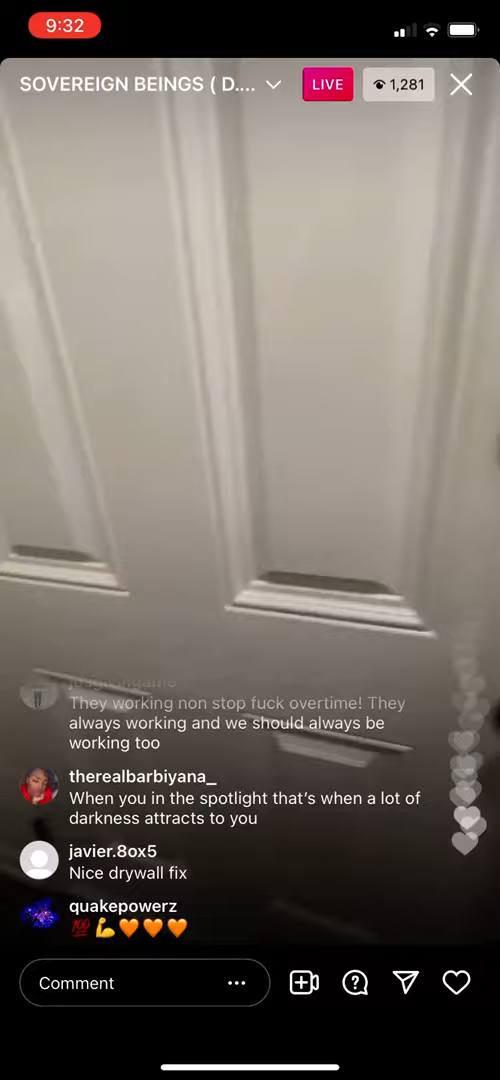 9:32
SOVEREIGN BEINGS ( D....
LIVE
1,281
They working non stop fuck overtime! They
always working and we should always be
working too
therealbarbiyana_
When you in the spotlight that's when a lot of
darkness attracts to you
javier.8ox5
Nice drywall fix
quakepowerz
💯💪🧡🧡🧡
Comment